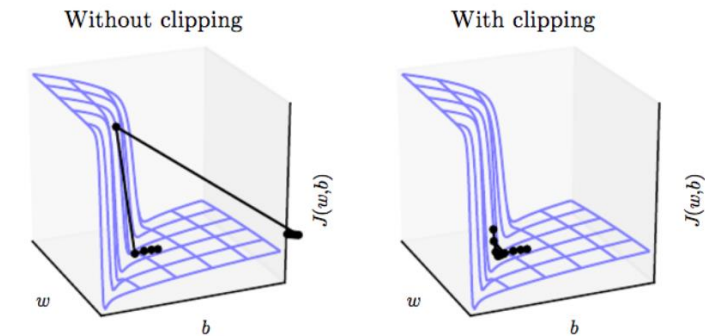 Without clipping
With clipping
J(w,b)
J(w,b)
w
b
w
b